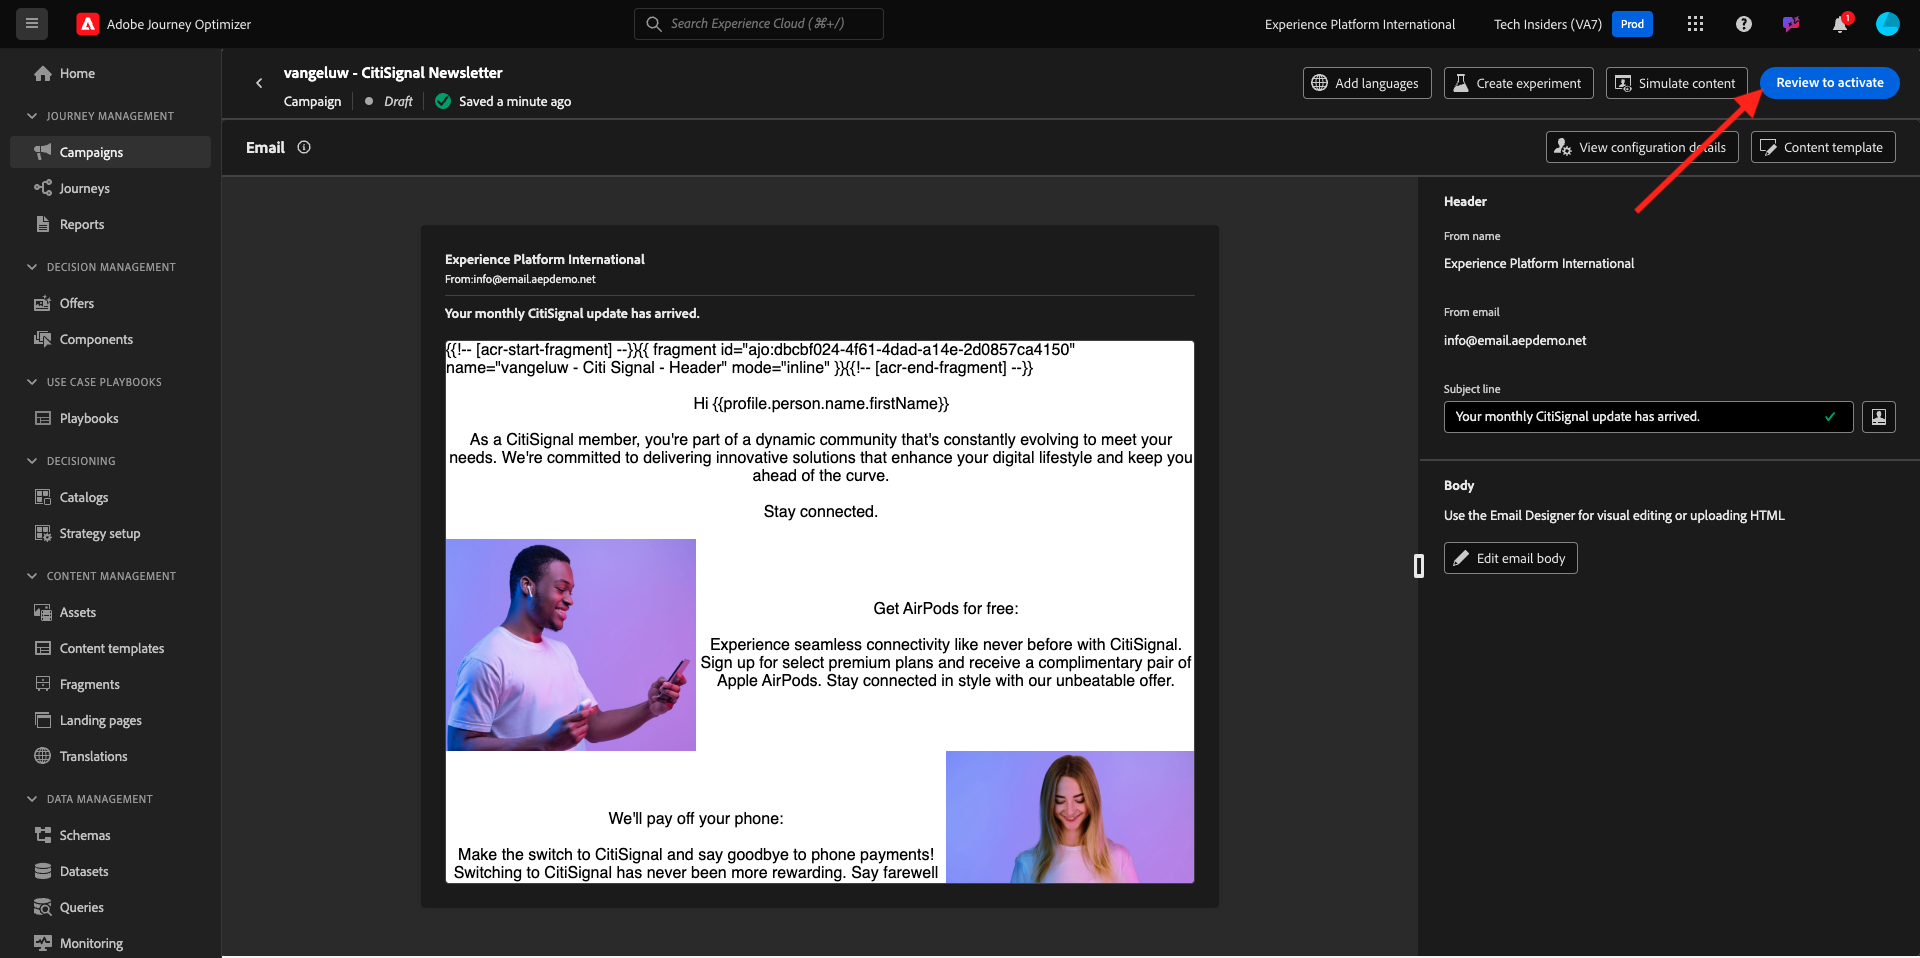 Adobe Journey Optimizer
Search Experience Cloud (⌘+/)
Experience Platform International
Tech Insiders (VA7)
Prod
1
Home
JOURNEY MANAGEMENT
Campaigns
Journeys
Reports
DECISION MANAGEMENT
Offers
Components
USE CASE PLAYBOOKS
Playbooks
DECISIONING
Catalogs
Strategy setup
CONTENT MANAGEMENT
Assets
Content templates
Fragments
Landing pages
Translations
DATA MANAGEMENT
Schemas
Datasets
Queries
Monitoring
vangeluw - CitiSignal Newsletter
Campaign
Draft
Saved a minute ago
Add languages
Create experiment
Simulate content
Review to activate
Email
View configuration details
Content template
Experience Platform International
From:info@email.aepdemo.net
Your monthly CitiSignal update has arrived.
{{!-- [acr-start-fragment] --}}{{ fragment id="ajo:dbcbf024-4f61-4dad-a14e-2d0857ca4150"
name="vangeluw - Citi Signal - Header" mode="inline" }}{{!-- [acr-end-fragment] --}}
Hi {{profile.person.name.firstName}}
As a CitiSignal member, you're part of a dynamic community that's constantly evolving to meet your
needs. We're committed to delivering innovative solutions that enhance your digital lifestyle and keep you
ahead of the curve.
Stay connected.
Get AirPods for free:
Experience seamless connectivity like never before with CitiSignal.
Sign up for select premium plans and receive a complimentary pair of
Apple AirPods. Stay connected in style with our unbeatable offer.
We'll pay off your phone:
Make the switch to CitiSignal and say goodbye to phone payments!
Switching to CitiSignal has never been more rewarding. Say farewell
Header
From name
Experience Platform International
From email
info@email.aepdemo.net
Subject line
Your monthly CitiSignal update has arrived.
Body
Use the Email Designer for visual editing or uploading HTML
Edit email body